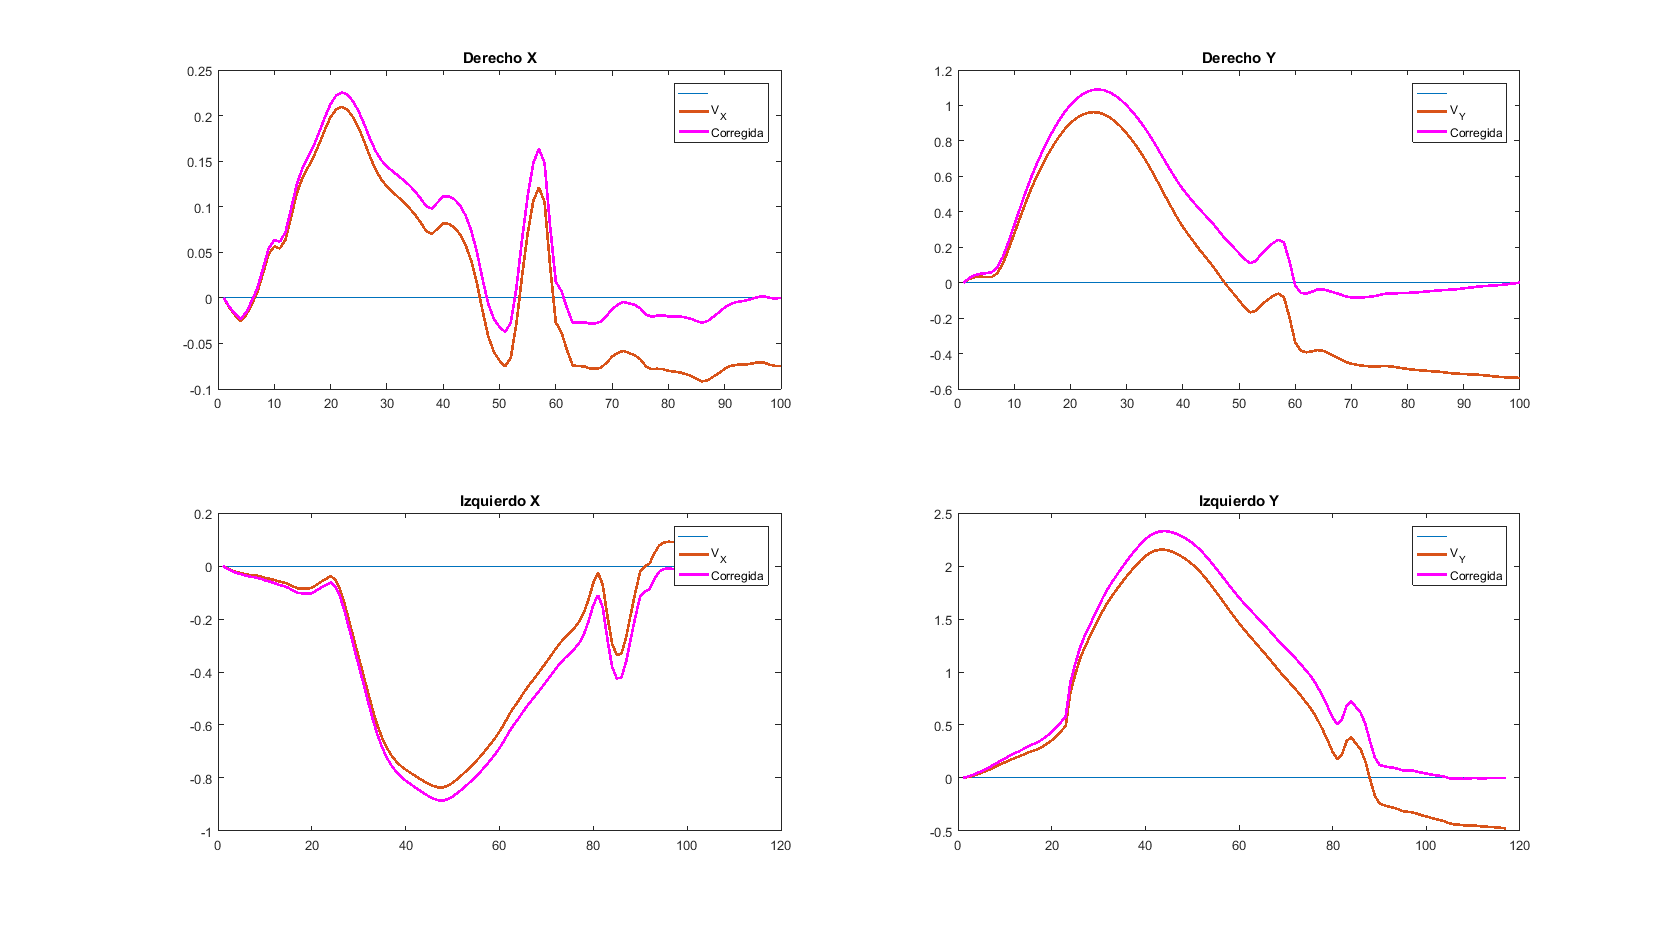 Derecho X
0.25
0.2
0.15
0.1
0.05
0
-0.05
-0.1
0 10 20 30 40 50 60 70 80 90 100
V_X
Corregida
Derecho Y
1.2
1
0.8
0.6
0.4
0.2
0
-0.2
-0.4
-0.6
0 10 20 30 40 50 60 70 80 90 100
V_Y
Corregida
Izquierdo X
0.2
0
-0.2
-0.4
-0.6
-0.8
-1
0 20 40 60 80 100 120
V_X
Corregida
Izquierdo Y
2.5
2
1.5
1
0.5
0
-0.5
0 20 40 60 80 100 120
V_Y
Corregida